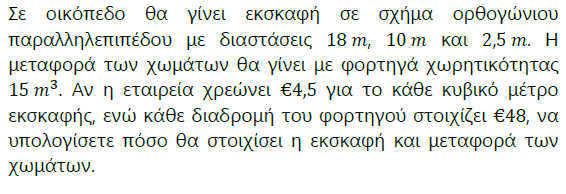 Σε οικόπεδο θα γίνει εκσκαφή σε σχήμα ορθογώνιου
παραλληλεπιπέδου με διαστάσεις 18 m, 10 m και 2,5 m. Η
μεταφορά των χωμάτων θα γίνει με φορτηγά χωρητικότητας
15 m³. Αν η εταιρεία χρεώνει €4,5 για το κάθε κυβικό μέτρο
εκσκαφής, ενώ κάθε διαδρομή του φορτηγού στοιχίζει €48, να
υπολογίσετε πόσο θα στοιχίσει η εκσκαφή και μεταφορά των
χωμάτων.